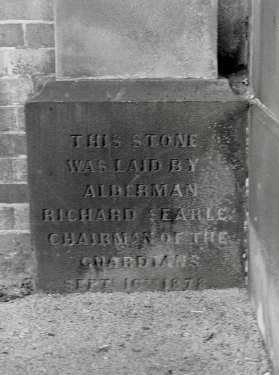 THIS STONE
WAS LAID BY
ALDERMAN
RICHARD SEARLE
CHAIRMAN OF THE
GUARDIANS
SEPT. 16TH 1878